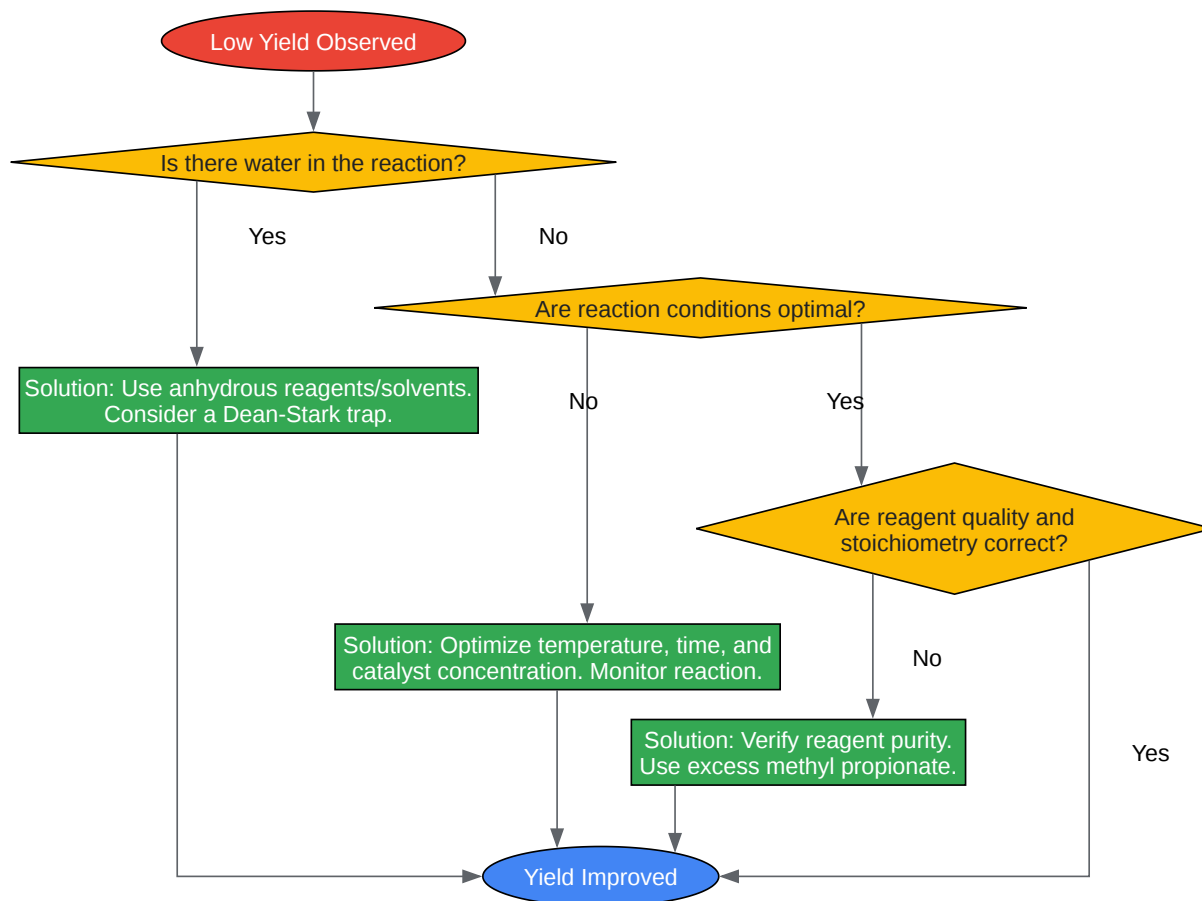 Low Yield Observed
Is there water in the reaction?
Yes
No
Are reaction conditions optimal?
Solution: Use anhydrous reagents/solvents.
Consider a Dean-Stark trap.
No
Yes
Are reagent quality and
stoichiometry correct?
Solution: Optimize temperature, time, and
catalyst concentration. Monitor reaction.
No
Solution: Verify reagent purity.
Use excess methyl propionate.
Yes
Yield Improved